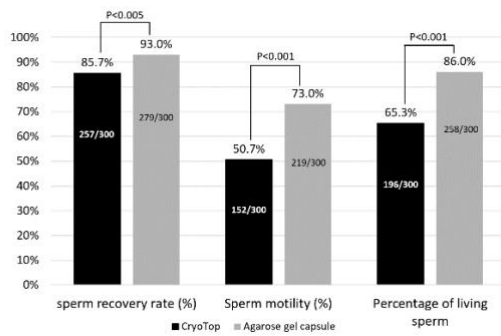 P<0.005
P<0.001
P<0.001
100%
90%
80%
70%
60%
50%
40%
30%
20%
10%
0%
85.7%
93.0%
50.7%
73.0%
65.3%
86.0%
257/300
279/300
152/300
219/300
196/300
258/300
sperm recovery rate (%)
Sperm motility (%)
Percentage of living
sperm
CryoTop
Agarose gel capsule